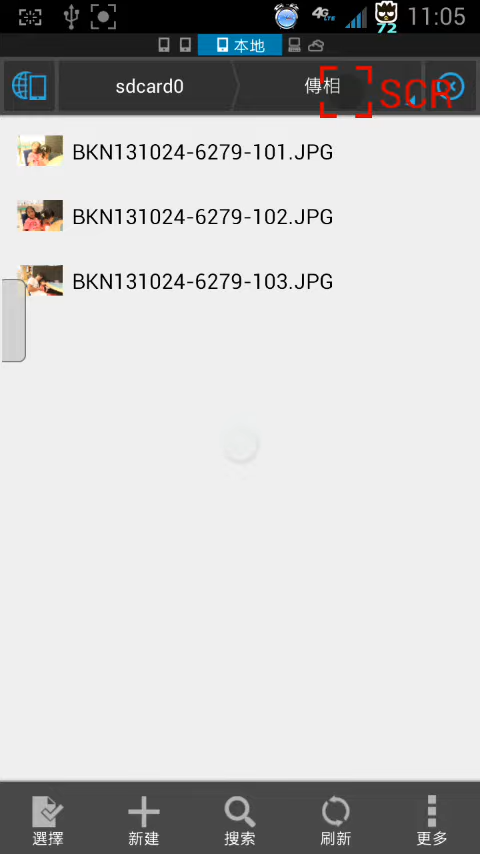 4G LTE 72 11:05
本地
sdcard0 傳相 SCR
BKN131024-6279-101.JPG
BKN131024-6279-102.JPG
BKN131024-6279-103.JPG
選擇 新建 搜索 刷新 更多